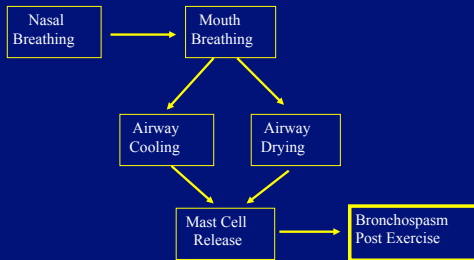 Nasal
Breathing
Mouth
Breathing
Airway
Cooling
Airway
Drying
Mast Cell
Release
Bronchospasm
Post Exercise